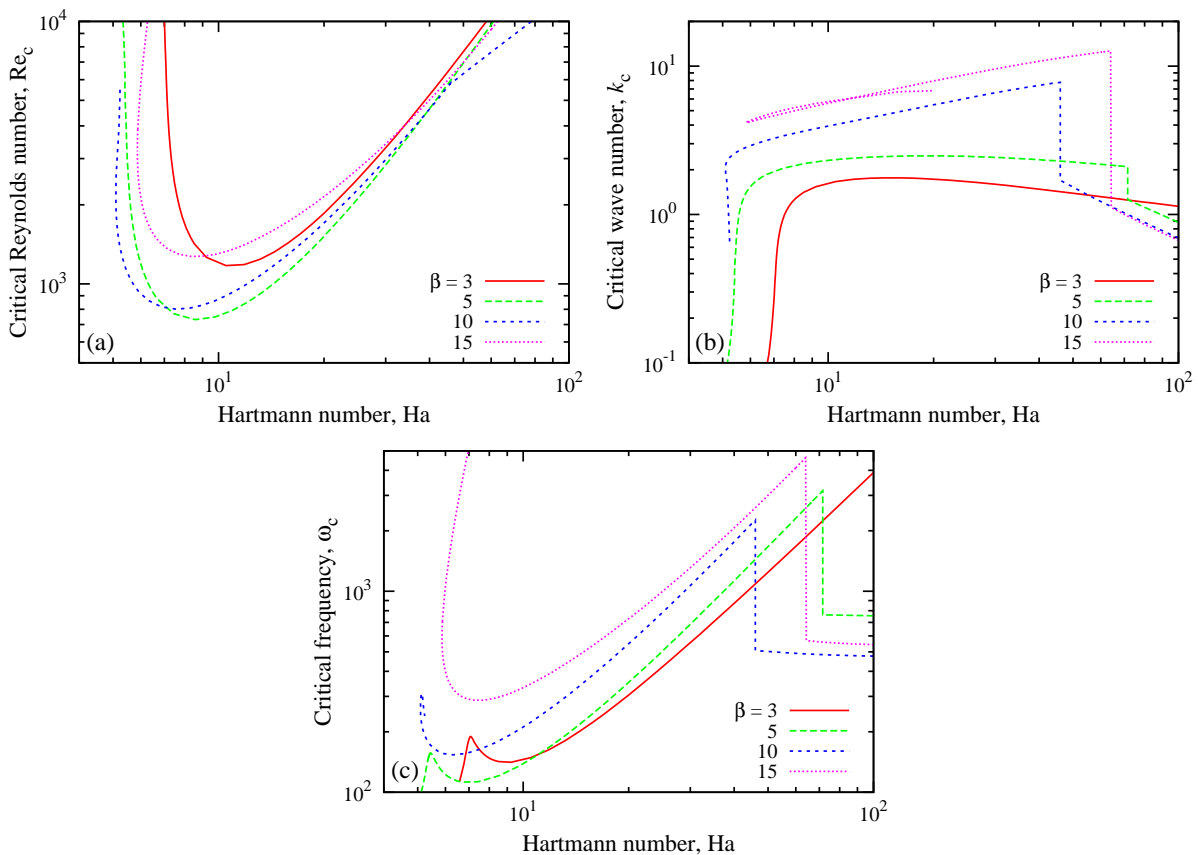 Critical Reynolds number, Re_c
10^4
10^3
10^1
10^2
Hartmann number, Ha
(a)
β = 3
5
10
15
Critical wave number, k_c
10^1
10^0
10^-1
10^1
10^2
Hartmann number, Ha
(b)
β = 3
5
10
15
Critical frequency, ω_c
10^3
10^2
10^1
10^2
Hartmann number, Ha
(c)
β = 3
5
10
15